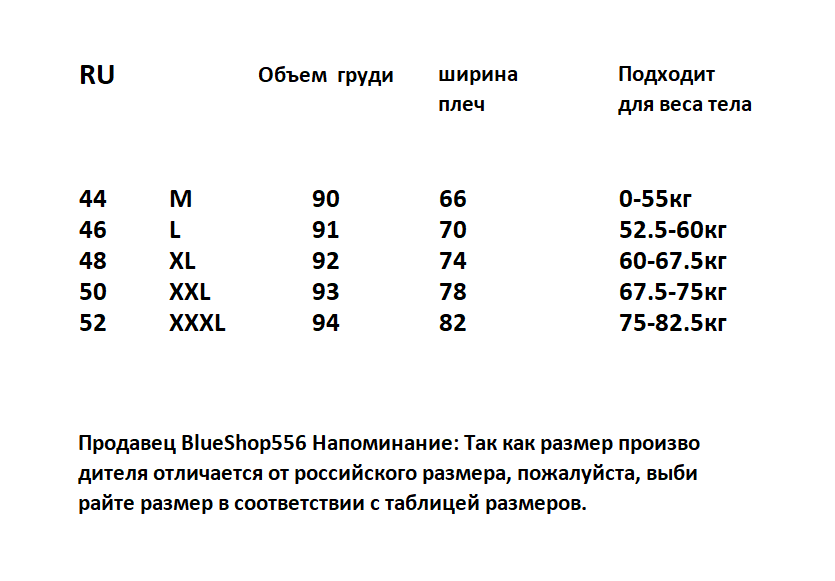 RU Объем груди ширина плеч Подходит для веса тела
44 M 90 66 0-55кг
46 L 91 70 52.5-60кг
48 XL 92 74 60-67.5кг
50 XXL 93 78 67.5-75кг
52 XXXL 94 82 75-82.5кг
Продавец BlueShop556 Напоминание: Так как размер произво
дителя отличается от российского размера, пожалуйста, выби
райте размер в соответствии с таблицей размеров.